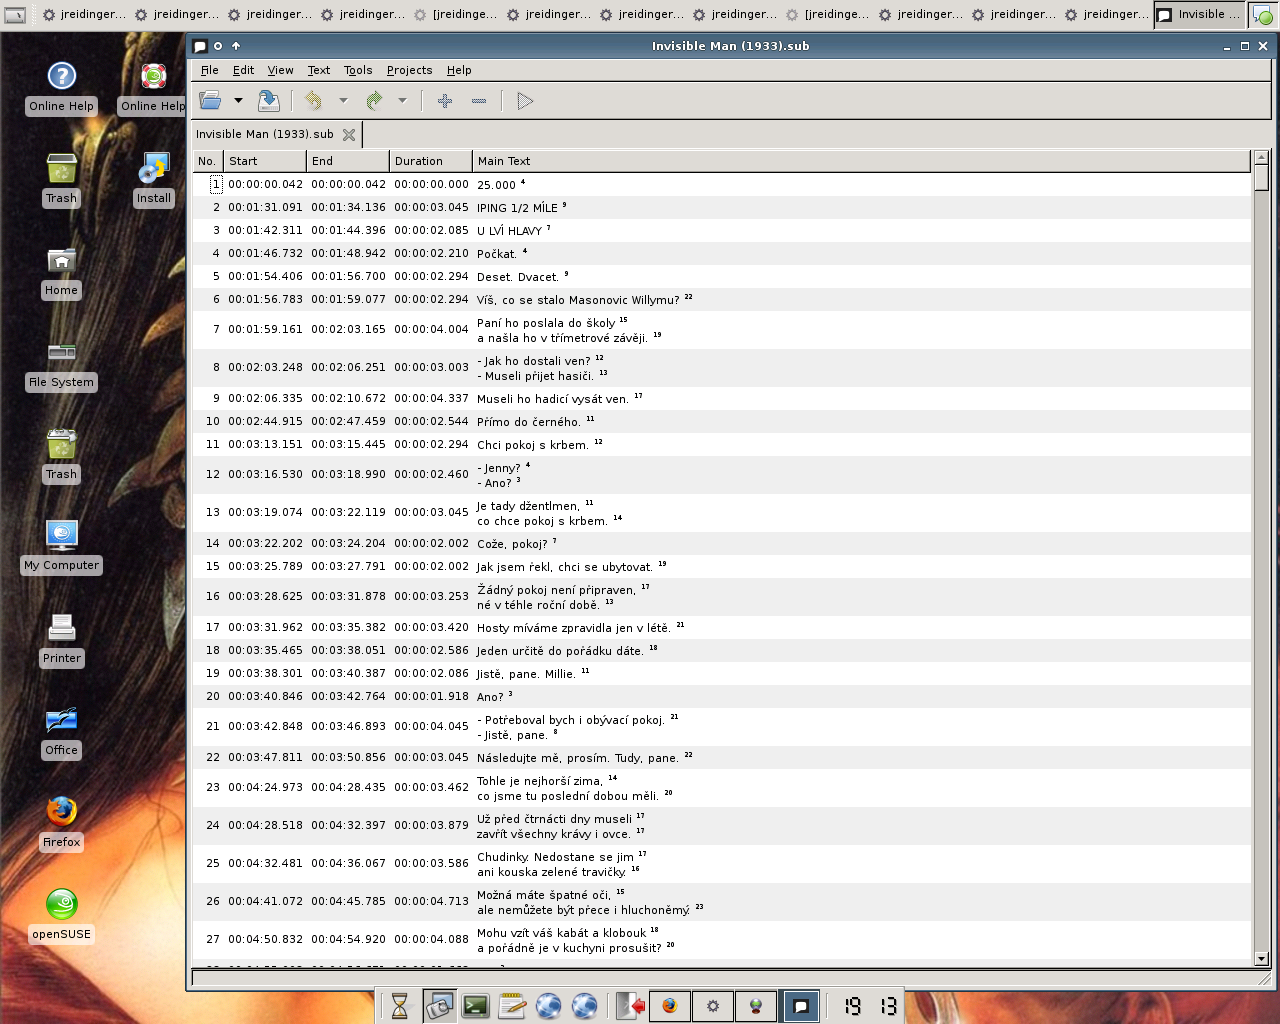 jreidinger...
jreidinger...
jreidinger...
jreidinger...
[jreidinge...
jreidinger...
jreidinger...
jreidinger...
[jreidinge...
jreidinger...
jreidinger...
jreidinger...
Invisible ...
Invisible Man (1933).sub
File Edit View Text Tools Projects Help
Invisible Man (1933).sub
No. Start End Duration Main Text
1 00:00:00.042 00:00:00.042 00:00:00.000 25.000 4
2 00:01:31.091 00:01:34.136 00:00:03.045 IPING 1/2 MÍLE 9
3 00:01:42.311 00:01:44.396 00:00:02.085 U LVÍ HLAVY 7
4 00:01:46.732 00:01:48.942 00:00:02.210 Počkat. 4
5 00:01:54.406 00:01:56.700 00:00:02.294 Deset. Dvacet. 9
6 00:01:56.783 00:01:59.077 00:00:02.294 Víš, co se stalo Masonovic Willymu? 22
7 00:01:59.161 00:02:03.165 00:00:04.004 Paní ho poslala do školy 15
a našla ho v třímetrové závěji. 19
8 00:02:03.248 00:02:06.251 00:00:03.003 - Jak ho dostali ven? 12
- Museli přijet hasiči. 13
9 00:02:06.335 00:02:10.672 00:00:04.337 Museli ho hadicí vysát ven. 17
10 00:02:44.915 00:02:47.459 00:00:02.544 Přímo do černého. 11
11 00:03:13.151 00:03:15.445 00:00:02.294 Chci pokoj s krbem. 12
12 00:03:16.530 00:03:18.990 00:00:02.460 - Jenny? 4
- Ano? 3
13 00:03:19.074 00:03:22.119 00:00:03.045 Je tady džentlmen, 11
co chce pokoj s krbem. 14
14 00:03:22.202 00:03:24.204 00:00:02.002 Cože, pokoj? 7
15 00:03:25.789 00:03:27.791 00:00:02.002 Jak jsem řekl, chci se ubytovat. 19
16 00:03:28.625 00:03:31.878 00:00:03.253 Žádný pokoj není připraven, 17
né v téhle roční době. 13
17 00:03:31.962 00:03:35.382 00:00:03.420 Hosty míváme zpravidla jen v létě. 21
18 00:03:35.465 00:03:38.051 00:00:02.586 Jeden určitě do pořádku dáte. 18
19 00:03:38.301 00:03:40.387 00:00:02.086 Jistě, pane. Millie. 11
20 00:03:40.846 00:03:42.764 00:00:01.918 Ano? 3
21 00:03:42.848 00:03:46.893 00:00:04.045 - Potřeboval bych i obývací pokoj. 21
- Jistě, pane. 8
22 00:03:47.811 00:03:50.856 00:00:03.045 Následujte mě, prosím. Tudy, pane. 22
23 00:04:24.973 00:04:28.435 00:00:03.462 Tohle je nejhorší zima, 14
co jsme tu poslední dobou měli. 20
24 00:04:28.518 00:04:32.397 00:00:03.879 Už před čtrnácti dny museli 17
zavřít všechny krávy i ovce. 17
25 00:04:32.481 00:04:36.067 00:00:03.586 Chudinky. Nedostane se jim 17
ani kouska zelené travičky. 16
26 00:04:41.072 00:04:45.785 00:00:04.713 Možná máte špatné oči, 15
ale nemůžete být přece i hluchoněmý. 23
27 00:04:50.832 00:04:54.920 00:00:04.088 Mohu vzít váš kabát a klobouk 18
a pořádně je v kuchyni prosušit? 20
Online Help
Online Help
Trash
Install
Home
File System
Trash
My Computer
Printer
Office
Firefox
openSUSE
19 13